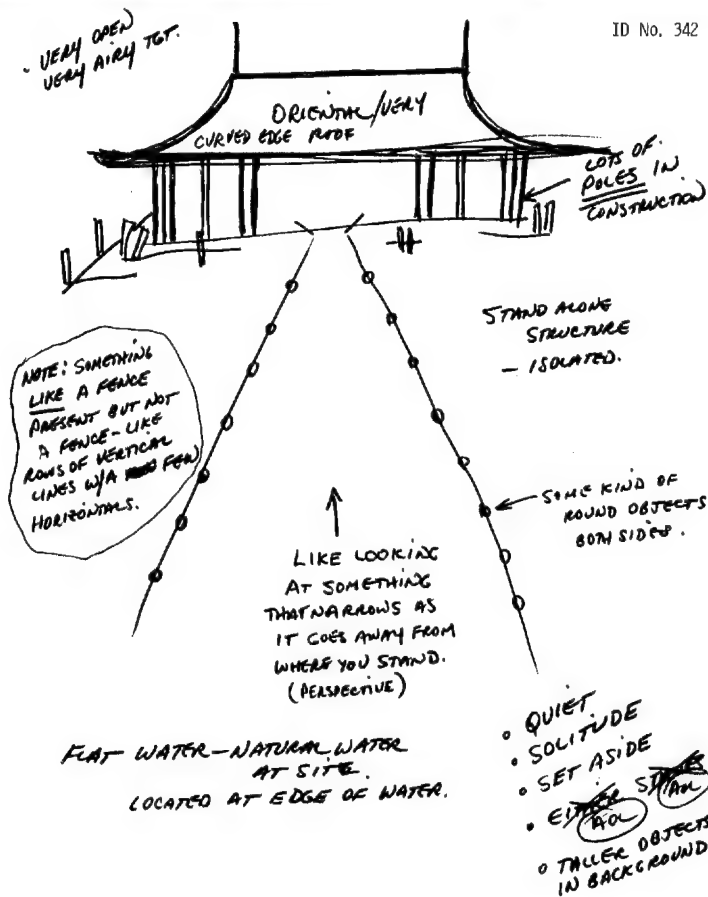 ID No. 342
- VERY OPEN
VERY AIRY TGT.
ORIENTAL/VERY
CURVED EDGE ROOF
LOTS OF
POLES IN
CONSTRUCTION
STAND ALONE
STRUCTURE
- ISOLATED.
NOTE: SOMETHING
LIKE A FENCE
PRESENT BUT NOT
A FENCE - LIKE
ROWS OF VERTICAL
LINES W/A FEW
HORIZONTALS.
SOME KIND OF
ROUND OBJECTS
BOTH SIDES.
LIKE LOOKING
AT SOMETHING
THAT NARROWS AS
IT GOES AWAY FROM
WHERE YOU STAND.
(PERSPECTIVE)
FLAT WATER - NATURAL WATER
AT SITE.
LOCATED AT EDGE OF WATER.
• QUIET
• SOLITUDE
• SET ASIDE
• EITHER SIDES
AOL AOL
• TALLER OBJECTS
IN BACKGROUND